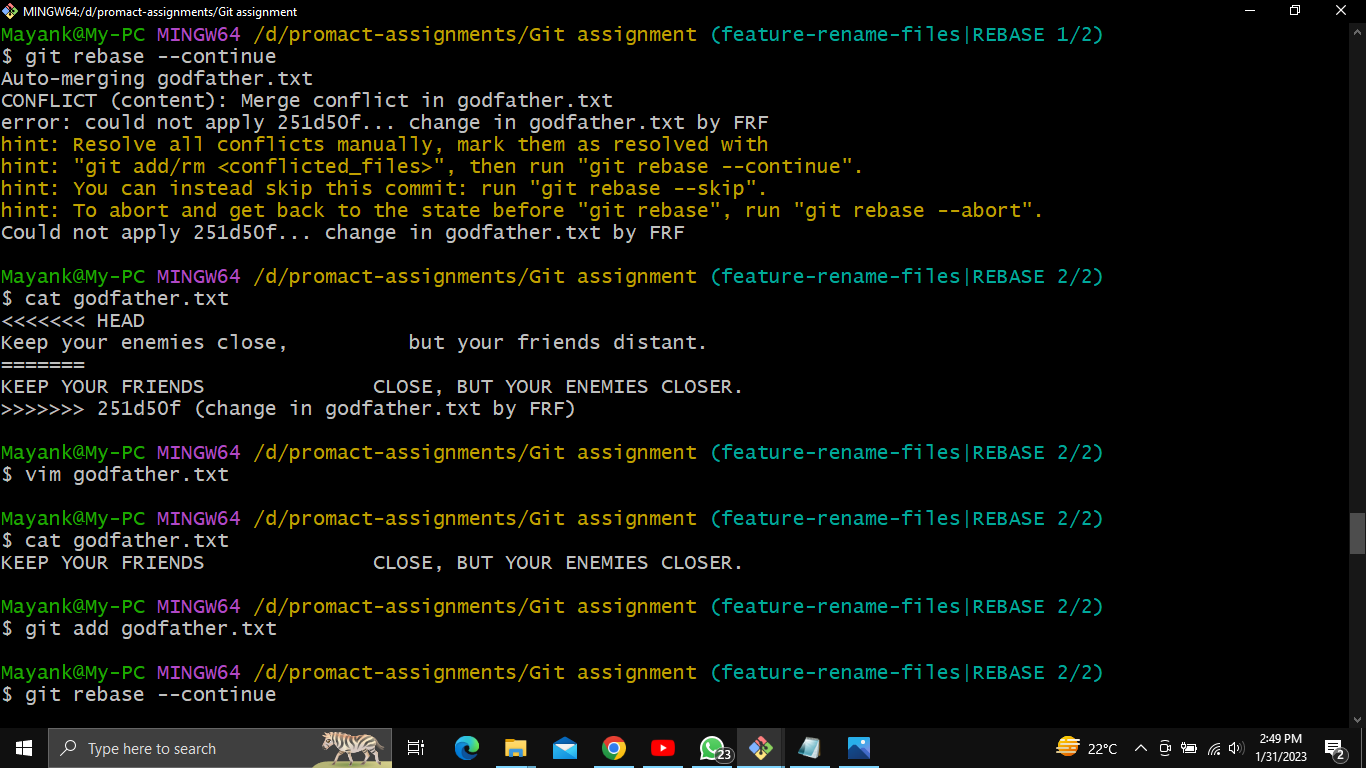 MINGW64:/d/promact-assignments/Git assignment
Mayank@My-PC MINGW64 /d/promact-assignments/Git assignment (feature-rename-files|REBASE 1/2)
$ git rebase --continue
Auto-merging godfather.txt
CONFLICT (content): Merge conflict in godfather.txt
error: could not apply 251d50f... change in godfather.txt by FRF
hint: Resolve all conflicts manually, mark them as resolved with
hint: "git add/rm <conflicted_files>", then run "git rebase --continue".
hint: You can instead skip this commit: run "git rebase --skip".
hint: To abort and get back to the state before "git rebase", run "git rebase --abort".
Could not apply 251d50f... change in godfather.txt by FRF
Mayank@My-PC MINGW64 /d/promact-assignments/Git assignment (feature-rename-files|REBASE 2/2)
$ cat godfather.txt
<<<<<<< HEAD
Keep your enemies close,          but your friends distant.
=======
KEEP YOUR FRIENDS              CLOSE, BUT YOUR ENEMIES CLOSER.
>>>>>>> 251d50f (change in godfather.txt by FRF)
Mayank@My-PC MINGW64 /d/promact-assignments/Git assignment (feature-rename-files|REBASE 2/2)
$ vim godfather.txt
Mayank@My-PC MINGW64 /d/promact-assignments/Git assignment (feature-rename-files|REBASE 2/2)
$ cat godfather.txt
KEEP YOUR FRIENDS              CLOSE, BUT YOUR ENEMIES CLOSER.
Mayank@My-PC MINGW64 /d/promact-assignments/Git assignment (feature-rename-files|REBASE 2/2)
$ git add godfather.txt
Mayank@My-PC MINGW64 /d/promact-assignments/Git assignment (feature-rename-files|REBASE 2/2)
$ git rebase --continue
Type here to search
23
22°C
2:49 PM
1/31/2023
2